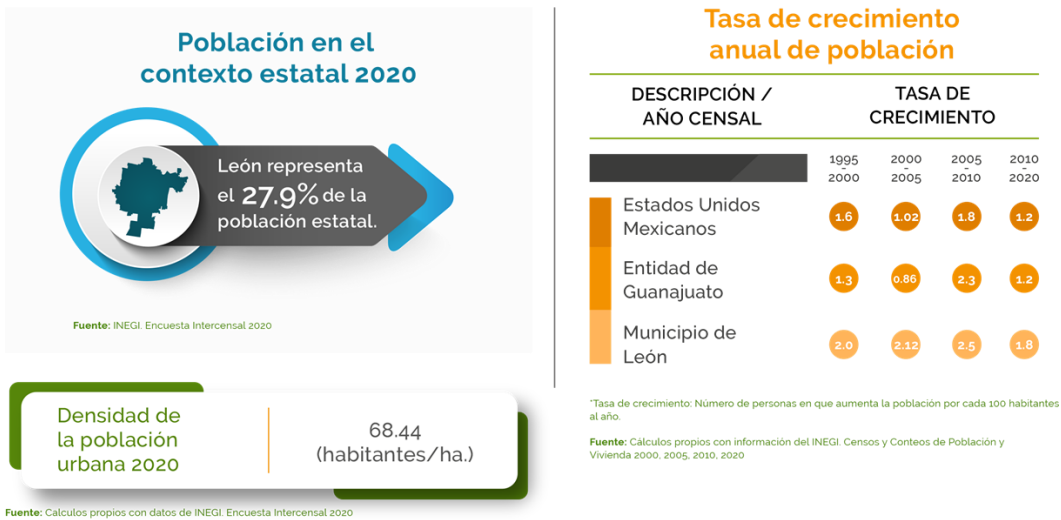 Población en el
contexto estatal 2020
León representa
el 27.9% de la
población estatal.
Fuente: INEGI. Encuesta Intercensal 2020
Densidad de
la población
urbana 2020
68.44
(habitantes/ha.)
Fuente: Calculos propios con datos de INEGI. Encuesta Intercensal 2020
Tasa de crecimiento
anual de población
DESCRIPCIÓN /
AÑO CENSAL
TASA DE
CRECIMIENTO
1995 - 2000
2000 - 2005
2005 - 2010
2010 - 2020
Estados Unidos
Mexicanos
1.6 1.02 1.8 1.2
Entidad de
Guanajuato
1.3 0.86 2.3 1.2
Municipio de
León
2.0 2.12 2.5 1.8
*Tasa de crecimiento: Número de personas en que aumenta la población por cada 100 habitantes
al año.
Fuente: Cálculos propios con información del INEGI. Censos y Conteos de Población y
Vivienda 2000, 2005, 2010, 2020